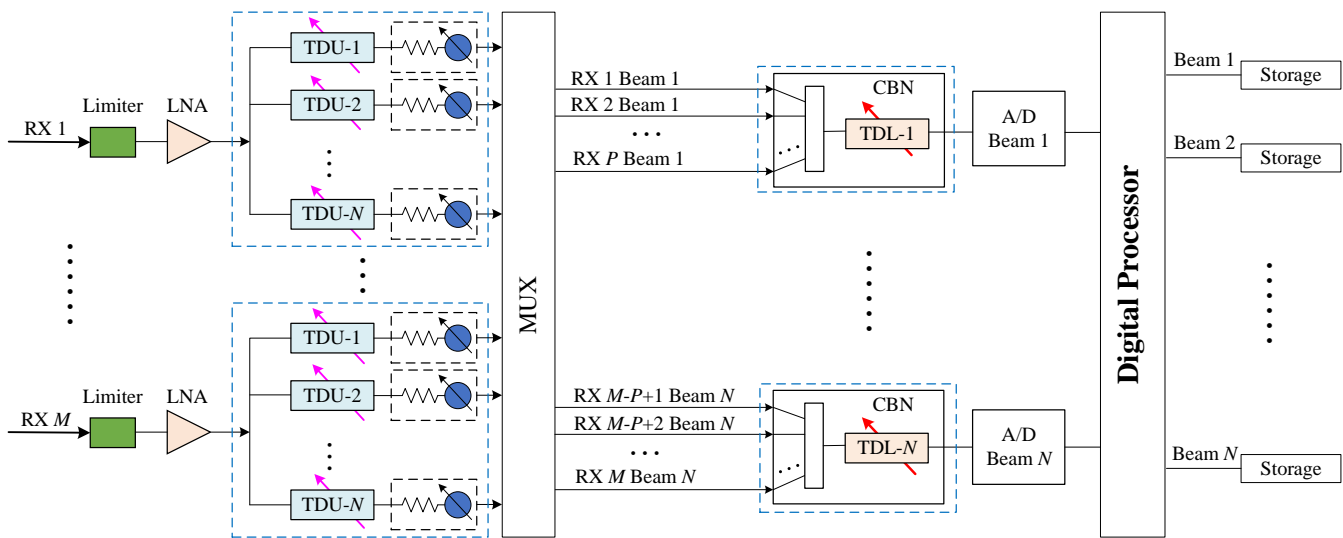 RX 1
Limiter
LNA
TDU-1
TDU-2
TDU-N
RX M
Limiter
LNA
TDU-1
TDU-2
TDU-N
MUX
RX 1 Beam 1
RX 2 Beam 1
RX P Beam 1
CBN
TDL-1
A/D
Beam 1
RX M-P+1 Beam N
RX M-P+2 Beam N
RX M Beam N
CBN
TDL-N
A/D
Beam N
Digital Processor
Beam 1
Storage
Beam 2
Storage
Beam N
Storage